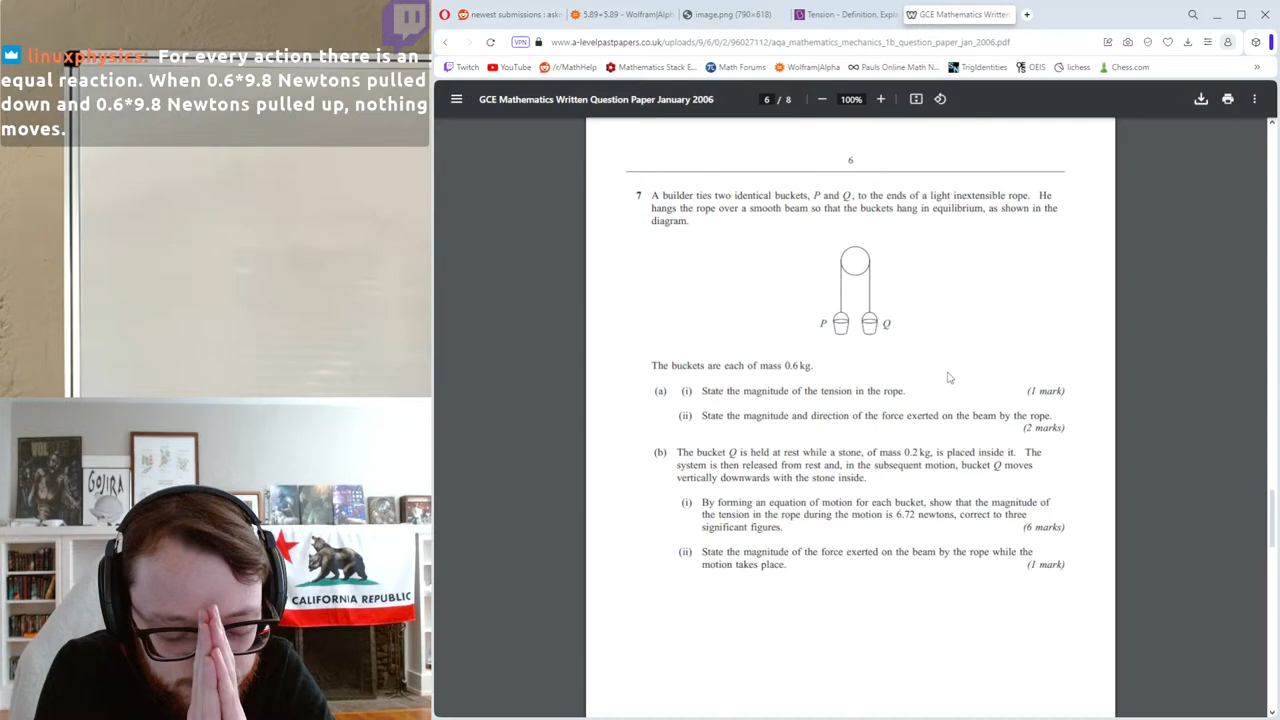 linuxphysics: For every action there is an
equal reaction. When 0.6*9.8 Newtons pulled
down and 0.6*9.8 Newtons pulled up, nothing
moves.
newest submissions : ask
5.89+5.89 - Wolfram|Alph
image.png (790×618)
Tension - Definition, Expla
GCE Mathematics Written
VPN
www.a-levelpastpapers.co.uk/uploads/9/6/0/2/96027112/aqa_mathematics_mechanics_1b_question_paper_jan_2006.pdf
Twitch
YouTube
/r/MathHelp
Mathematics Stack E...
Math Forums
Wolfram|Alpha
Pauls Online Math N...
TrigIdentities
OEIS
lichess
Chess.com
GCE Mathematics Written Question Paper January 2006
6 / 8
100%
6
7 A builder ties two identical buckets, P and Q, to the ends of a light inextensible rope. He
hangs the rope over a smooth beam so that the buckets hang in equilibrium, as shown in the
diagram.
P
Q
The buckets are each of mass 0.6 kg.
(a) (i) State the magnitude of the tension in the rope. (1 mark)
(ii) State the magnitude and direction of the force exerted on the beam by the rope.
(2 marks)
(b) The bucket Q is held at rest while a stone, of mass 0.2 kg, is placed inside it. The
system is then released from rest and, in the subsequent motion, bucket Q moves
vertically downwards with the stone inside.
(i) By forming an equation of motion for each bucket, show that the magnitude of
the tension in the rope during the motion is 6.72 newtons, correct to three
significant figures. (6 marks)
(ii) State the magnitude of the force exerted on the beam by the rope while the
motion takes place. (1 mark)
GOJIRA
CALIFORNIA REPUBLIC